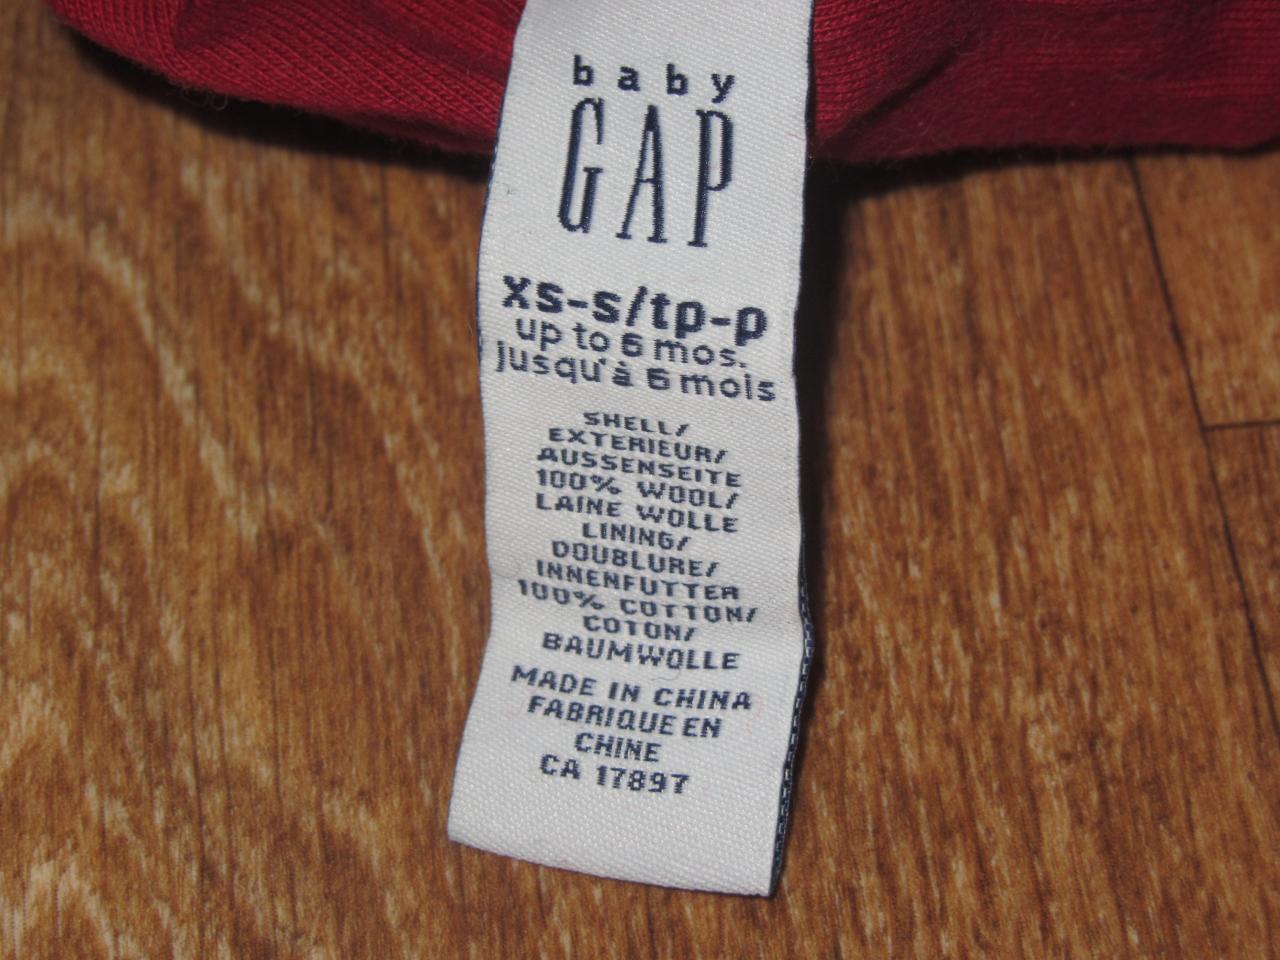 baby
GAP
xs-s/tp-p
up to 6 mos.
jusqu'à 6 mois
SHELL/
EXTERIEUR/
AUSSENSEITE
100% WOOL/
LAINE WOLLE
LINING/
DOUBLURE/
INNENFUTTER
100% COTTON/
COTON/
BAUMWOLLE
MADE IN CHINA
FABRIQUE EN
CHINE
CA 17897